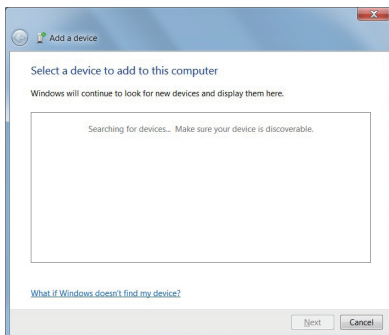 X
Add a device
Select a device to add to this computer
Windows will continue to look for new devices and display them here.
Searching for devices... Make sure your device is discoverable.
What if Windows doesn't find my device?
Next Cancel